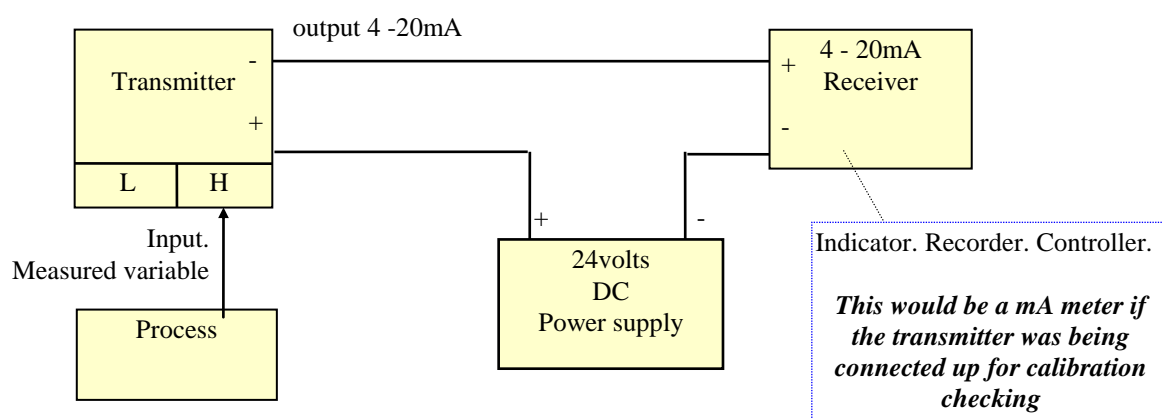 output 4 -20mA
Transmitter
-
+
L
H
4 - 20mA
Receiver
+
-
Input.
Measured variable
Process
+
-
24volts
DC
Power supply
Indicator. Recorder. Controller.
This would be a mA meter if
the transmitter was being
connected up for calibration
checking